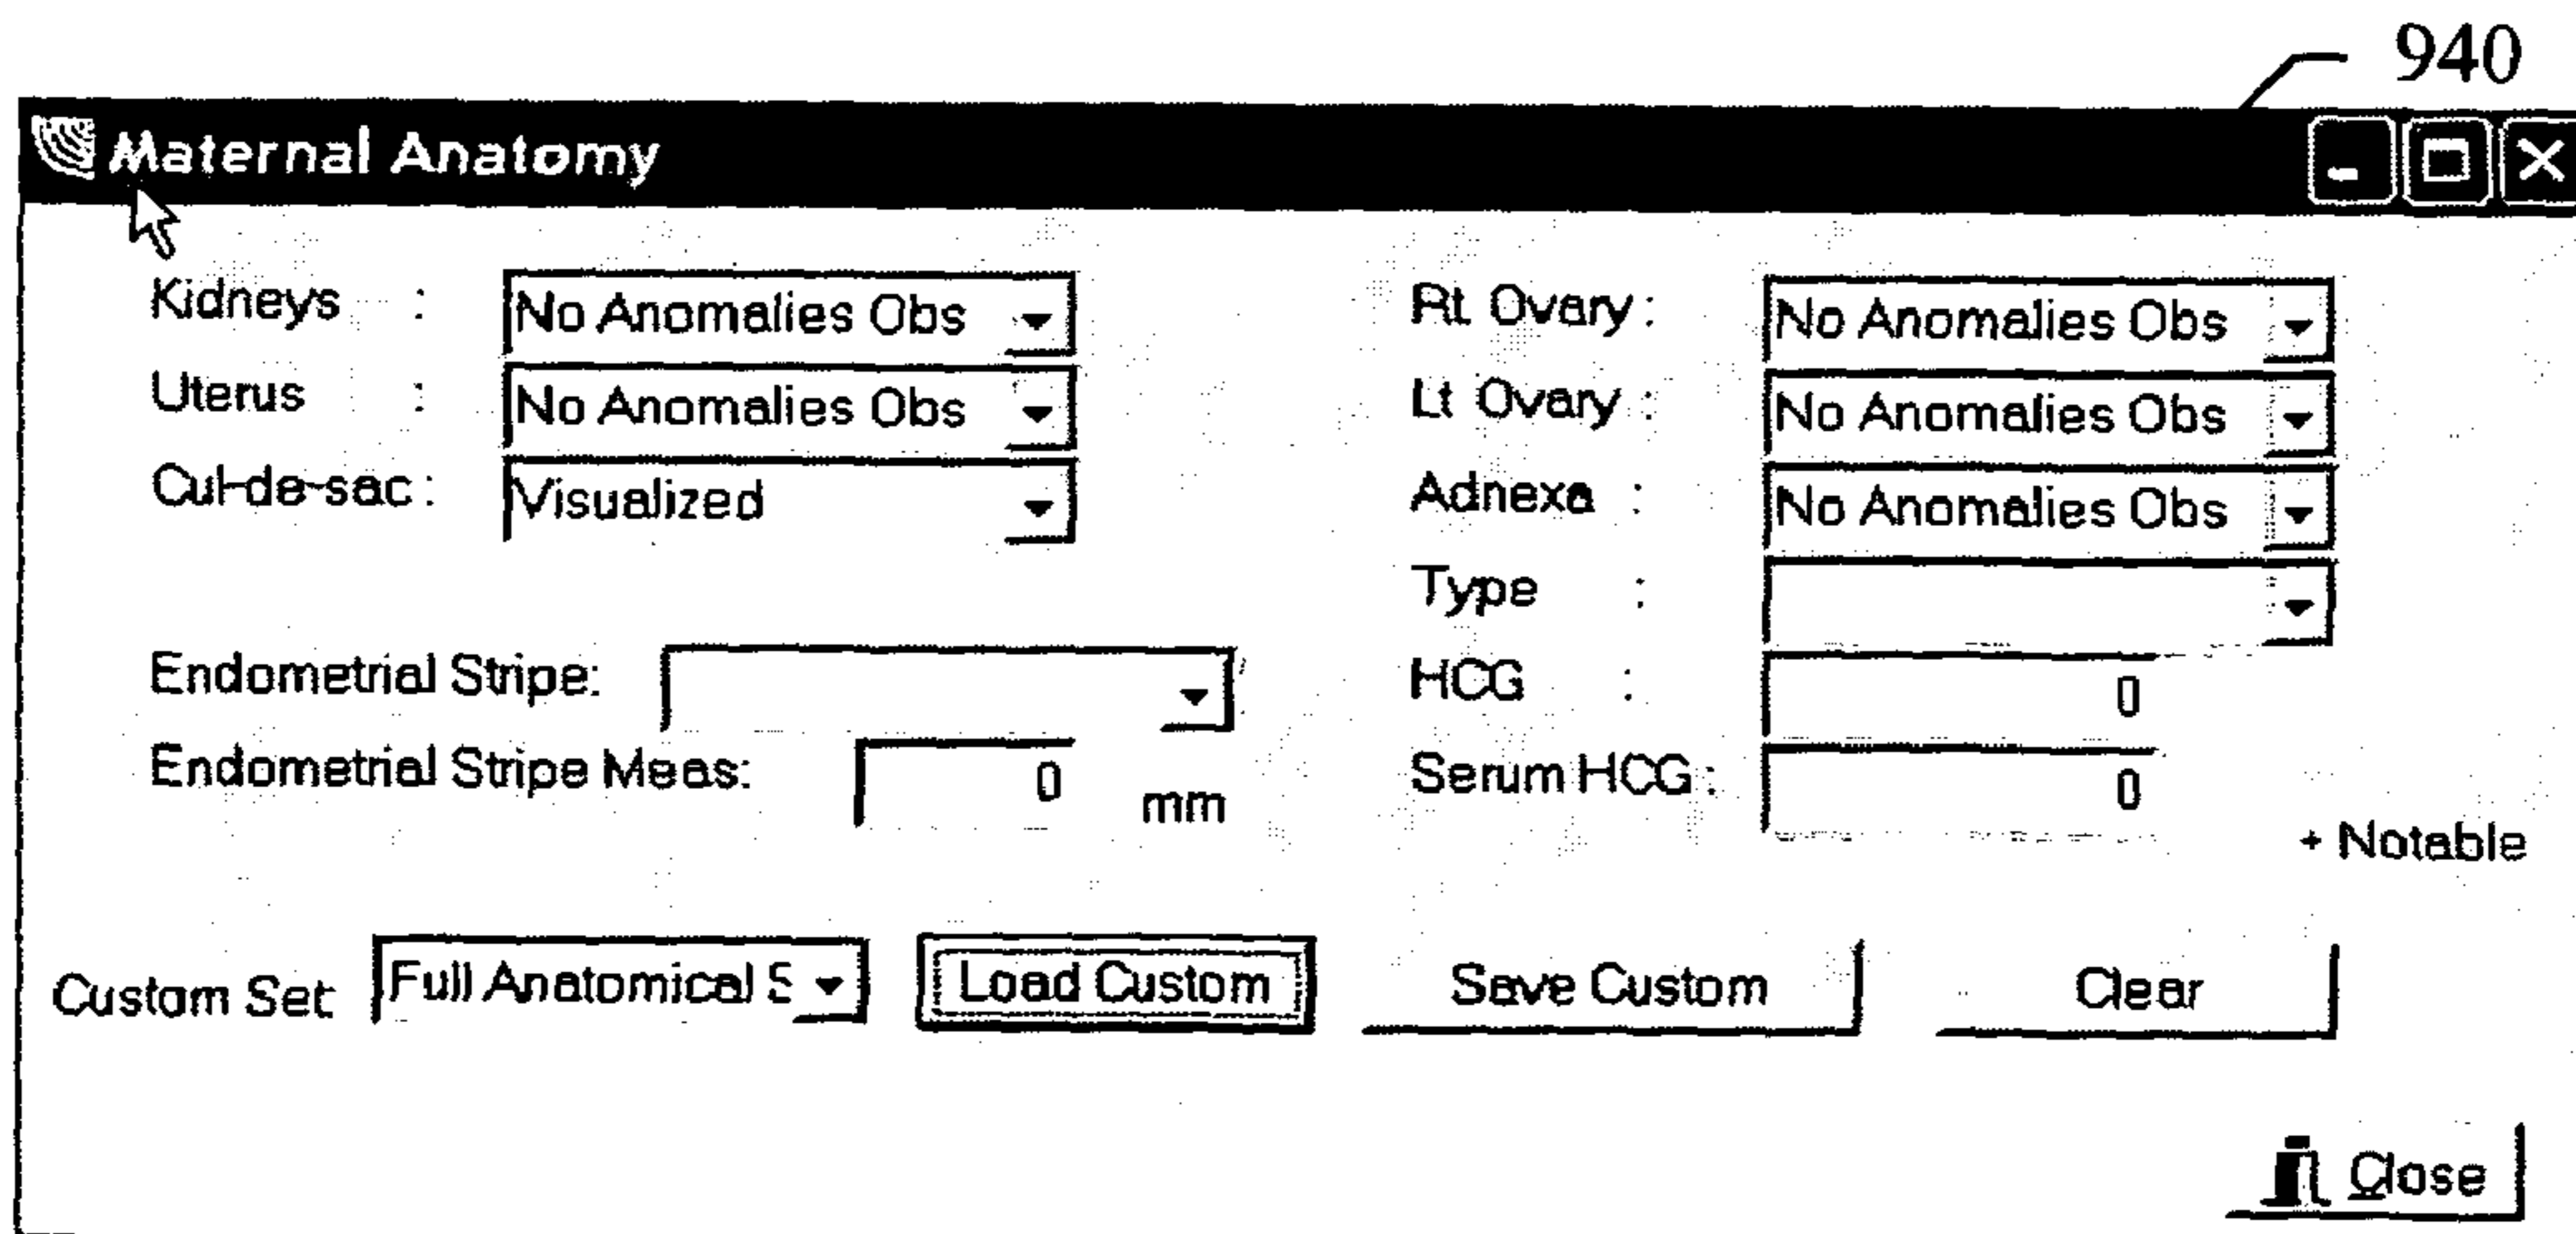 940
Maternal Anatomy
Kidneys : No Anomalies Obs Rt Ovary : No Anomalies Obs
Uterus : No Anomalies Obs Lt Ovary : No Anomalies Obs
Cul-de-sac : Visualized Adnexa : No Anomalies Obs
Type :
Endometrial Stripe: HCG : 0
Endometrial Stripe Meas: 0 mm Serum HCG : 0
+ Notable
Custom Set: Full Anatomical S Load Custom Save Custom Clear
Close